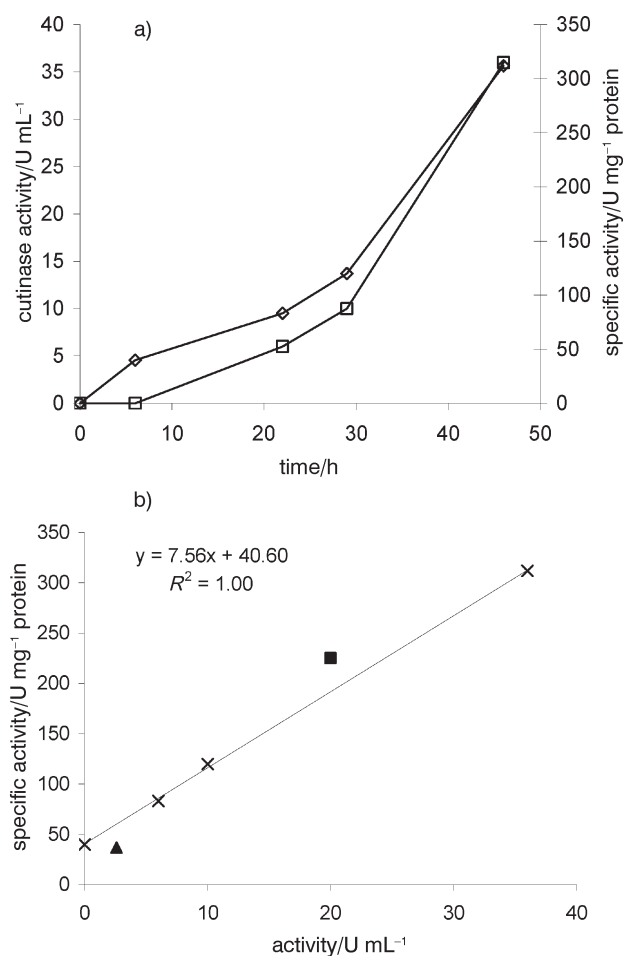 a)
cutinase activity/U mL⁻¹
40
35
30
25
20
15
10
5
0
350
300
250
200
150
100
50
0
specific activity/U mg⁻¹ protein
0 10 20 30 40 50
time/h
b)
specific activity/U mg⁻¹ protein
350
300
250
200
150
100
50
0
y = 7.56x + 40.60
R² = 1.00
0 10 20 30 40
activity/U mL⁻¹